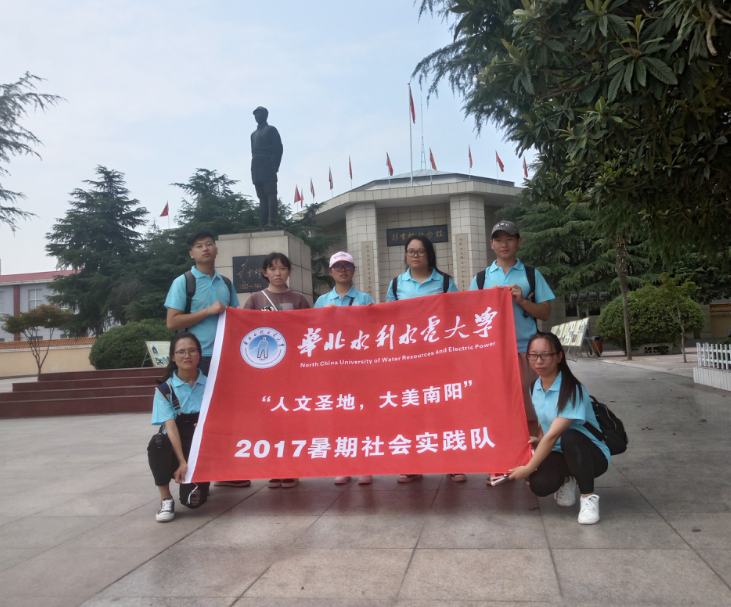 华北水利水电大学
North China University of Water Resources and Electric Power
“人文圣地，大美南阳”
2017暑期社会实践队